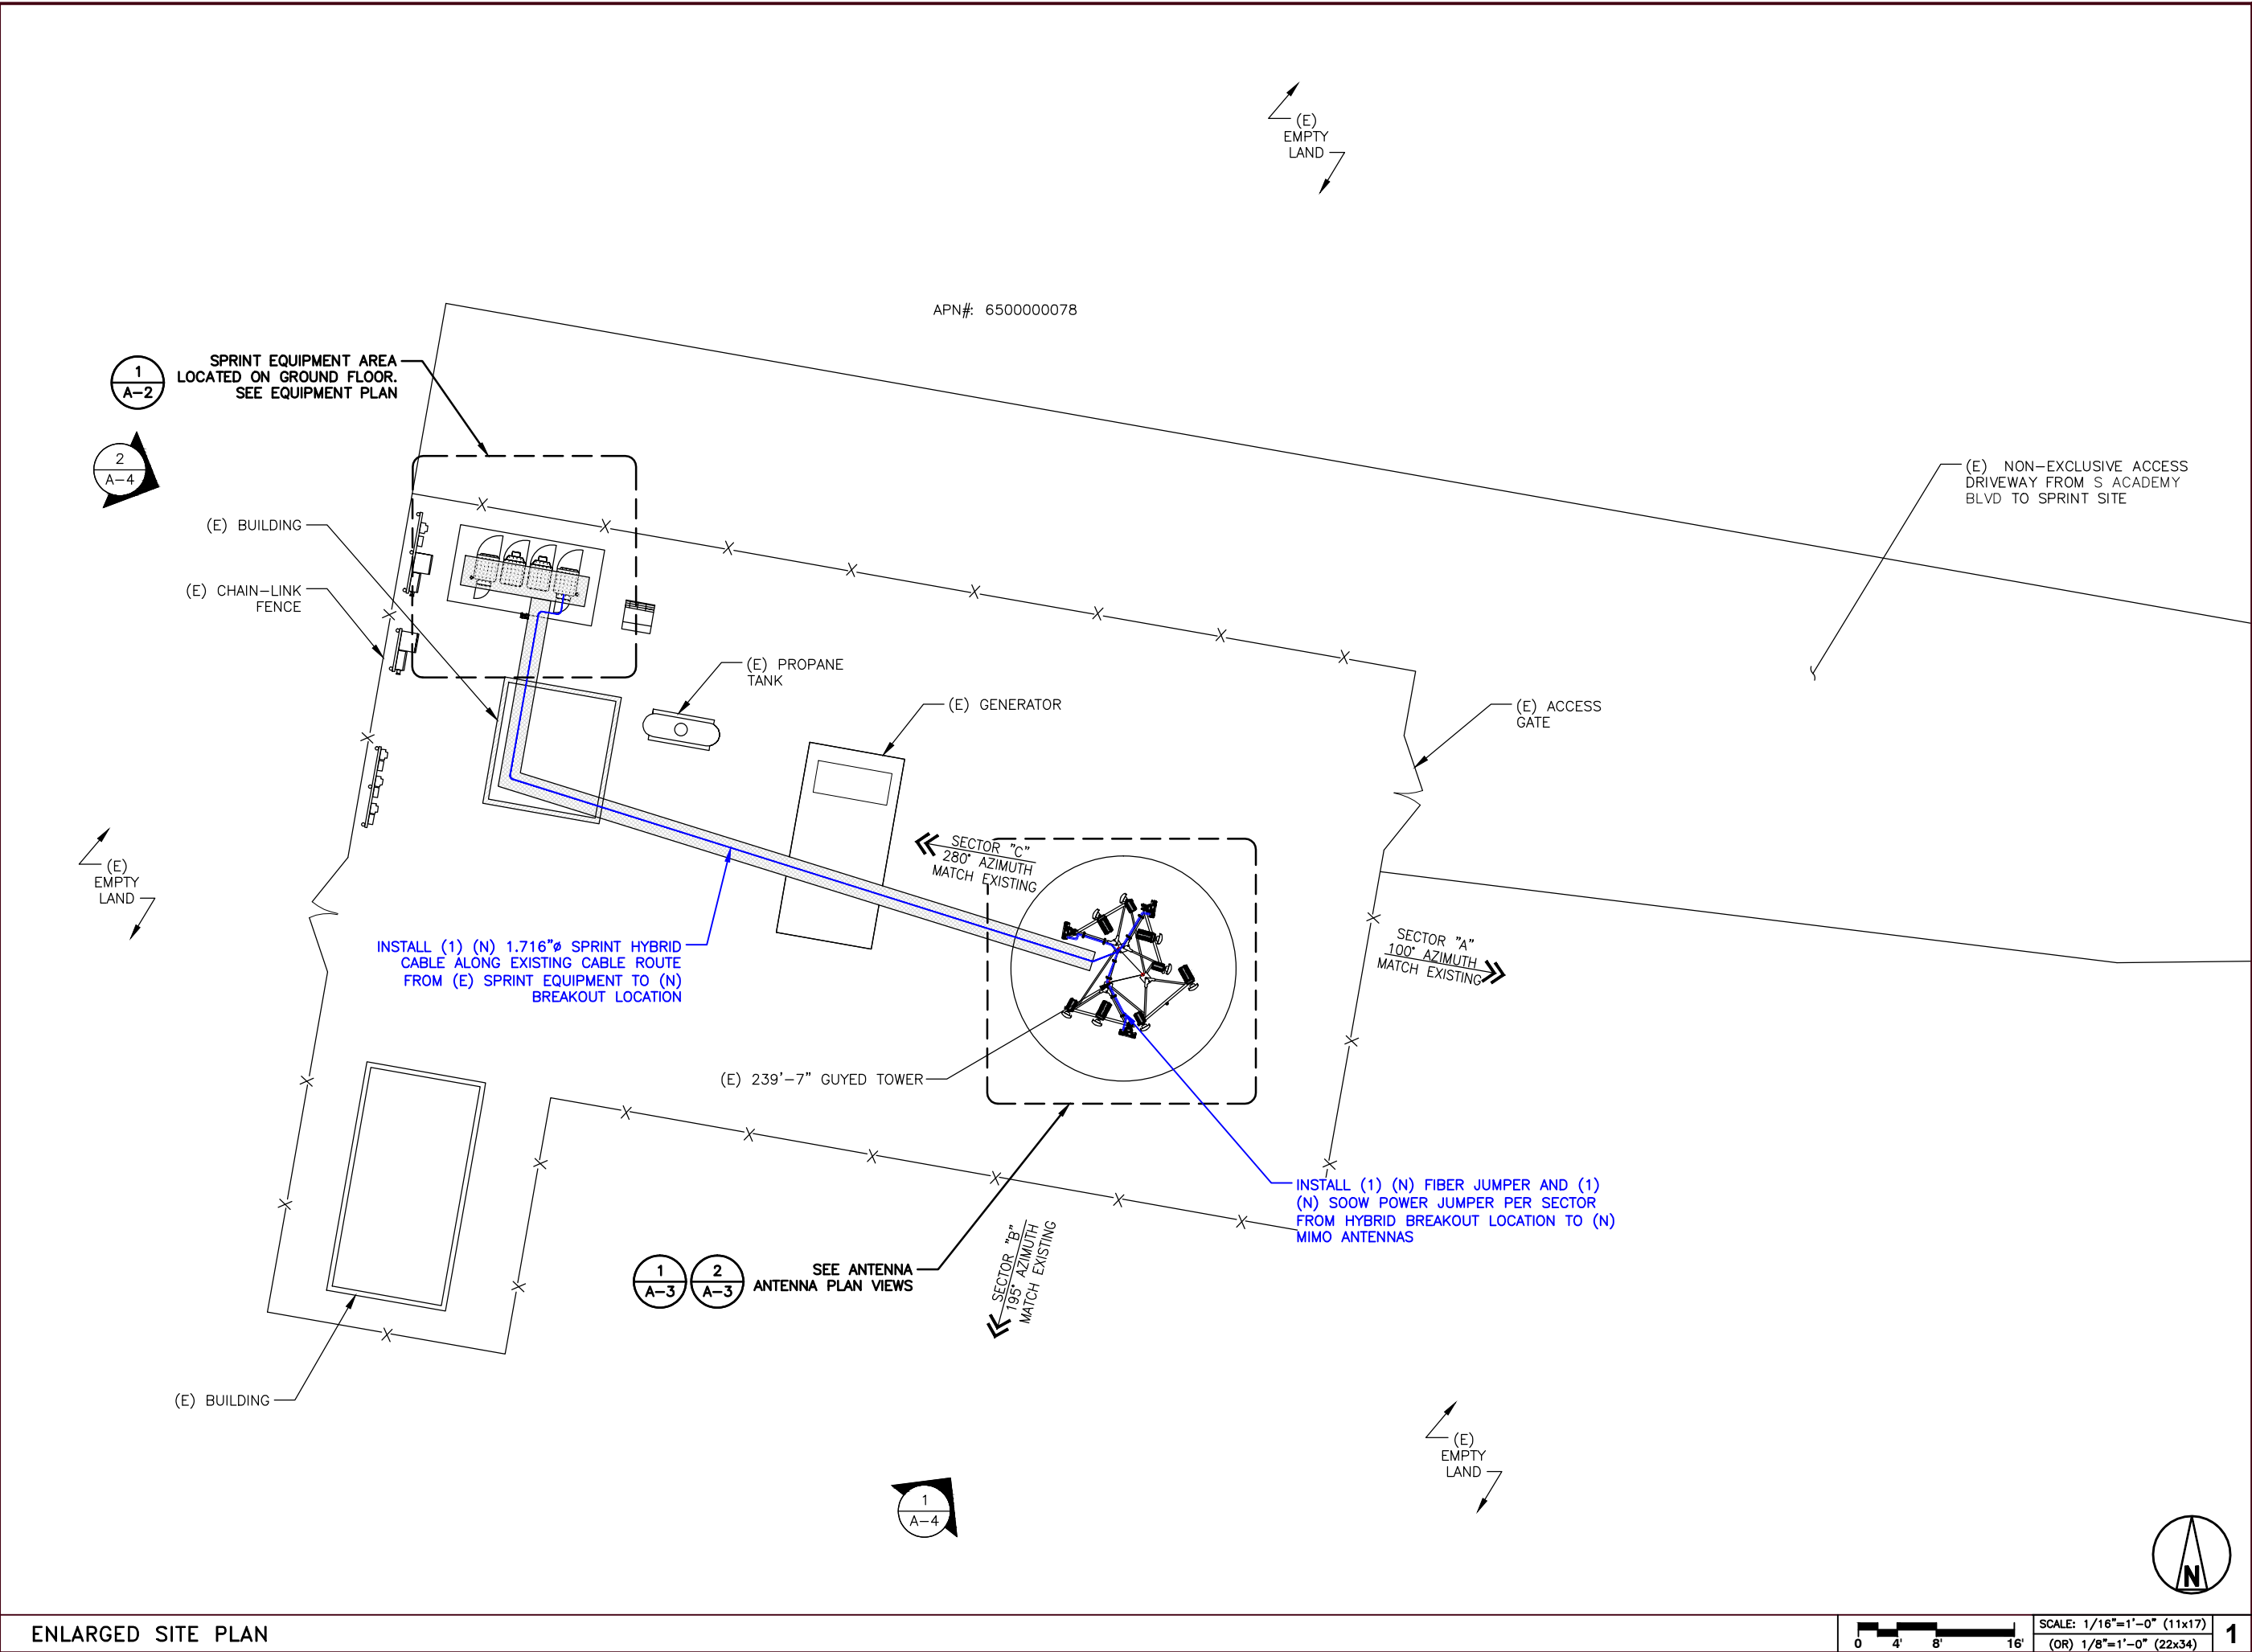 (E)
EMPTY
LAND
APN#: 6500000078
1
A-2
SPRINT EQUIPMENT AREA
LOCATED ON GROUND FLOOR.
SEE EQUIPMENT PLAN
2
A-4
(E) NON-EXCLUSIVE ACCESS
DRIVEWAY FROM S ACADEMY
BLVD TO SPRINT SITE
(E) BUILDING
(E) CHAIN-LINK
FENCE
(E) PROPANE
TANK
(E) GENERATOR
(E) ACCESS
GATE
SECTOR "C"
280° AZIMUTH
MATCH EXISTING
(E)
EMPTY
LAND
SECTOR "A"
100° AZIMUTH
MATCH EXISTING
INSTALL (1) (N) 1.716"ø SPRINT HYBRID
CABLE ALONG EXISTING CABLE ROUTE
FROM (E) SPRINT EQUIPMENT TO (N)
BREAKOUT LOCATION
(E) 239'-7" GUYED TOWER
INSTALL (1) (N) FIBER JUMPER AND (1)
(N) SOOW POWER JUMPER PER SECTOR
FROM HYBRID BREAKOUT LOCATION TO (N)
MIMO ANTENNAS
SECTOR "B"
195° AZIMUTH
MATCH EXISTING
1
A-3
2
A-3
SEE ANTENNA
ANTENNA PLAN VIEWS
(E) BUILDING
(E)
EMPTY
LAND
1
A-4
N
ENLARGED SITE PLAN
0 4' 8' 16'
SCALE: 1/16"=1'-0" (11x17)
(OR) 1/8"=1'-0" (22x34)
1